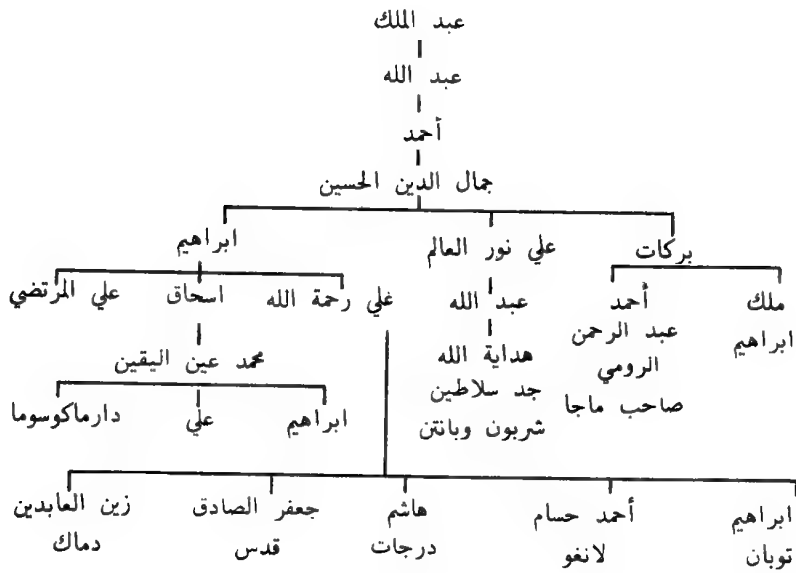 عبد الملك
عبد الله
أحمد
جمال الدين الحسين
بركات
علي نور العالم
ابراهيم
ملك
ابراهيم
أحمد
عبد الرحمن
الرومي
صاحب ماجا
عبد الله
هداية الله
جد سلاطين
شربون وبانتن
غلي رحمة الله
اسحاق
علي المرتضي
محمد عين اليقين
ابراهيم
علي
دارماكوسوما
ابراهيم
توبان
أحمد حسام
لانغو
هاشم
درجات
جعفر الصادق
قدس
زين العابدين
دماك